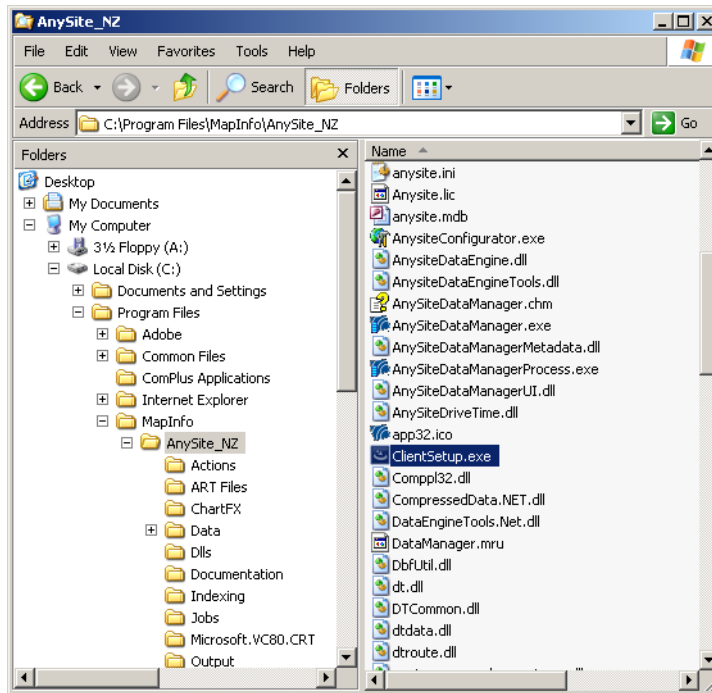 AnySite_NZ
File Edit View Favorites Tools Help
Back Search Folders
Address C:\Program Files\MapInfo\AnySite_NZ Go
Folders
Desktop
My Documents
My Computer
3½ Floppy (A:)
Local Disk (C:)
Documents and Settings
Program Files
Adobe
Common Files
ComPlus Applications
Internet Explorer
MapInfo
AnySite_NZ
Actions
ART Files
ChartFX
Data
Dlls
Documentation
Indexing
Jobs
Microsoft.VC80.CRT
Output
Name
anysite.ini
Anysite.lic
anysite.mdb
AnysiteConfigurator.exe
AnysiteDataEngine.dll
AnysiteDataEngineTools.dll
AnySiteDataManager.chm
AnySiteDataManager.exe
AnySiteDataManagerMetadata.dll
AnySiteDataManagerProcess.exe
AnySiteDataManagerUI.dll
AnySiteDriveTime.dll
app32.ico
ClientSetup.exe
Comppl32.dll
CompressedData.NET.dll
DataEngineTools.Net.dll
DataManager.mru
DbfUtil.dll
dt.dll
DTCommon.dll
dtdata.dll
dtroute.dll